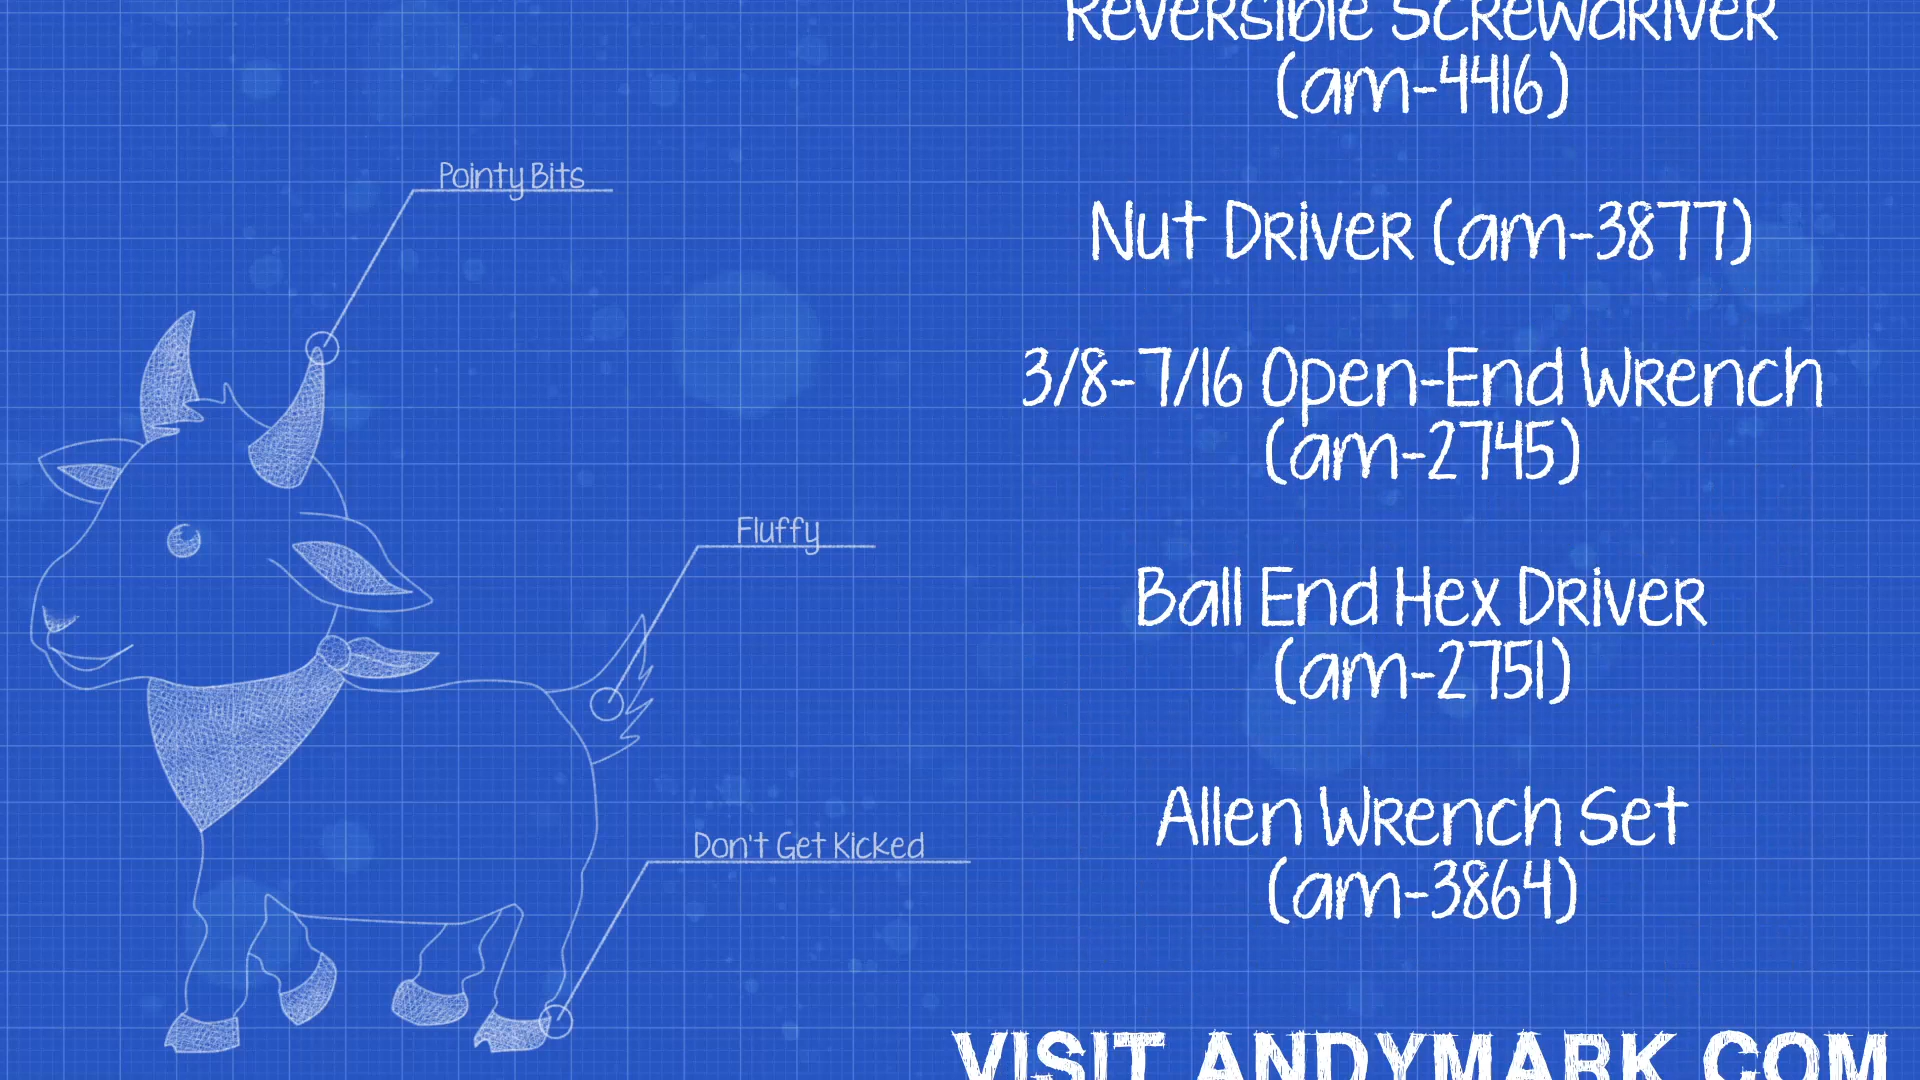 Reversible Screwdriver
(am-4416)
Pointy Bits
Nut Driver (am-3877)
3/8-7/16 Open-End Wrench
(am-2745)
Fluffy
Ball End Hex Driver
(am-2751)
Allen Wrench Set
(am-3864)
Don't Get Kicked
VISIT ANDYMARK.COM